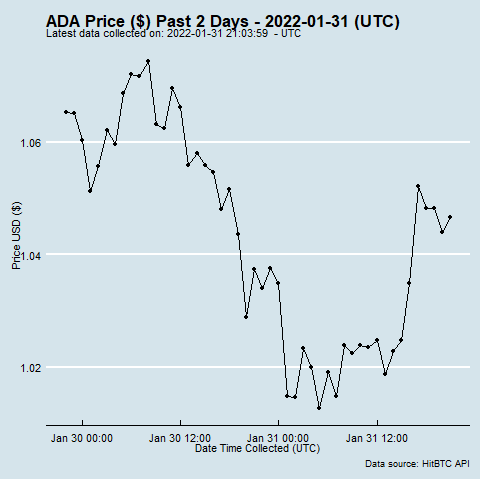 ADA Price ($) Past 2 Days - 2022-01-31 (UTC)
Latest data collected on: 2022-01-31 21:03:59 - UTC
1.06
1.04
1.02
Price USD ($)
Jan 30 00:00 Jan 30 12:00 Jan 31 00:00 Jan 31 12:00
Date Time Collected (UTC)
Data source: HitBTC API